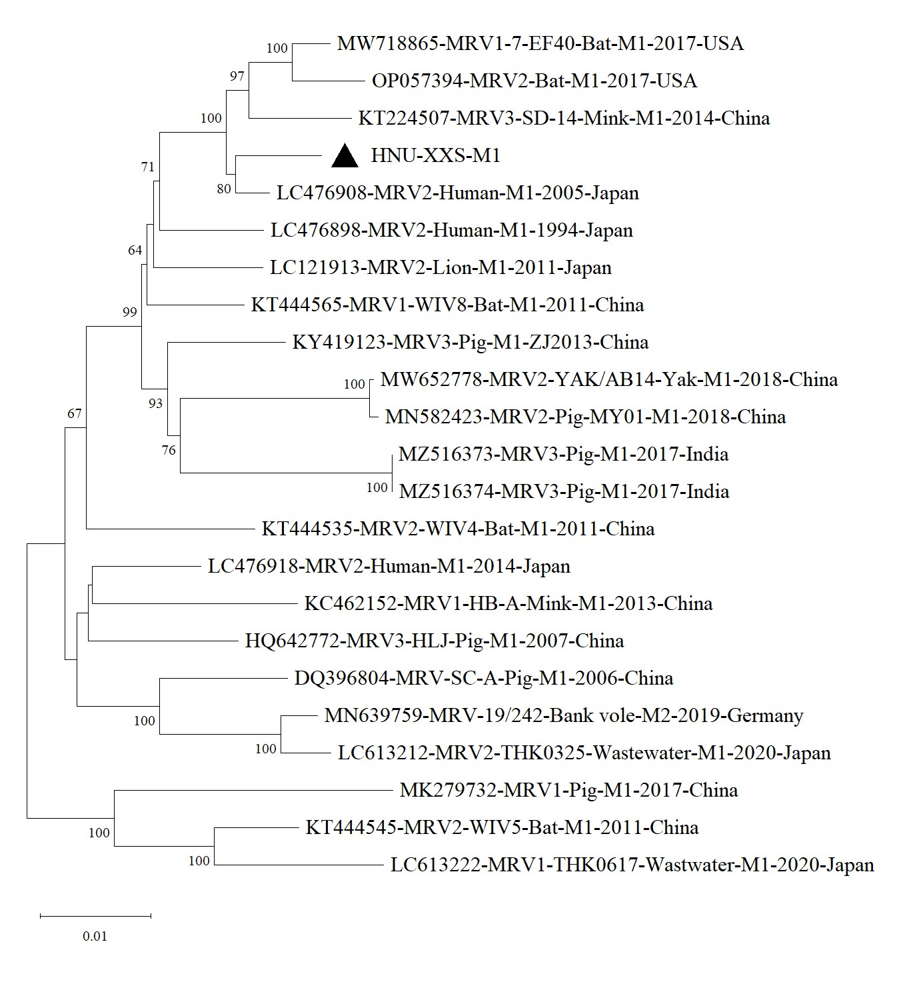 100
MW718865-MRV1-7-EF40-Bat-M1-2017-USA
97
OP057394-MRV2-Bat-M1-2017-USA
100
KT224507-MRV3-SD-14-Mink-M1-2014-China
HNU-XXS-M1
71
80
LC476908-MRV2-Human-M1-2005-Japan
LC476898-MRV2-Human-M1-1994-Japan
64
LC121913-MRV2-Lion-M1-2011-Japan
99
KT444565-MRV1-WIV8-Bat-M1-2011-China
KY419123-MRV3-Pig-M1-ZJ2013-China
100
MW652778-MRV2-YAK/AB14-Yak-M1-2018-China
93
67
MN582423-MRV2-Pig-MY01-M1-2018-China
76
MZ516373-MRV3-Pig-M1-2017-India
100
MZ516374-MRV3-Pig-M1-2017-India
KT444535-MRV2-WIV4-Bat-M1-2011-China
LC476918-MRV2-Human-M1-2014-Japan
KC462152-MRV1-HB-A-Mink-M1-2013-China
HQ642772-MRV3-HLJ-Pig-M1-2007-China
DQ396804-MRV-SC-A-Pig-M1-2006-China
100
MN639759-MRV-19/242-Bank vole-M2-2019-Germany
100
LC613212-MRV2-THK0325-Wastewater-M1-2020-Japan
MK279732-MRV1-Pig-M1-2017-China
100
KT444545-MRV2-WIV5-Bat-M1-2011-China
100
LC613222-MRV1-THK0617-Wastwater-M1-2020-Japan
0.01